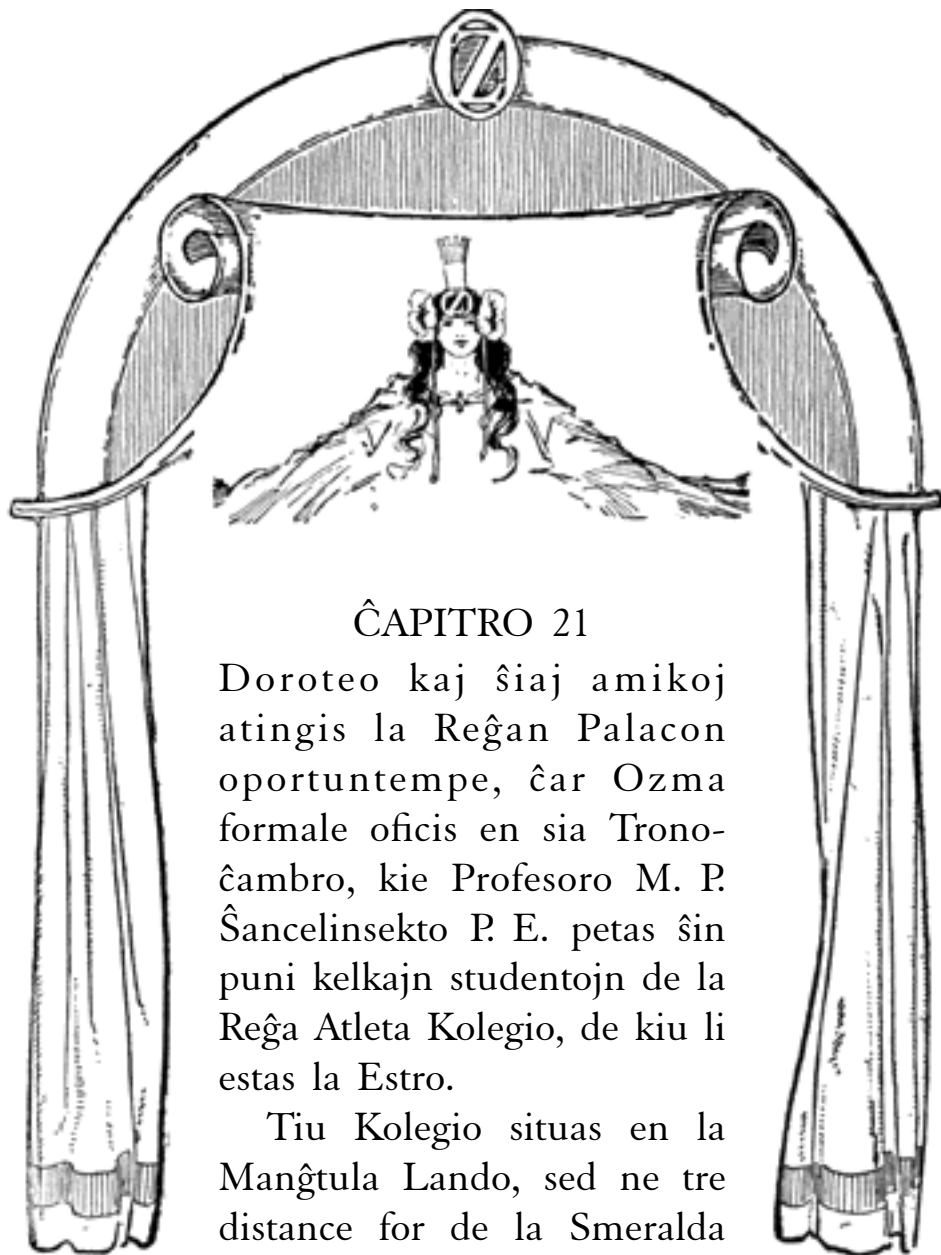 OZ
OZ
ĈAPITRO 21
Doroteo kaj ŝiaj amikoj
atingis la Reĝan Palacon
oportuntempe, ĉar Ozma
formale oficis en sia Trono-
ĉambro, kie Profesoro M. P.
Ŝancelinsekto P. E. petas ŝin
puni kelkajn studentojn de la
Reĝa Atleta Kolegio, de kiu li
estas la Estro.
Tiu Kolegio situas en la
Manĝtula Lando, sed ne tre
distance for de la Smeralda